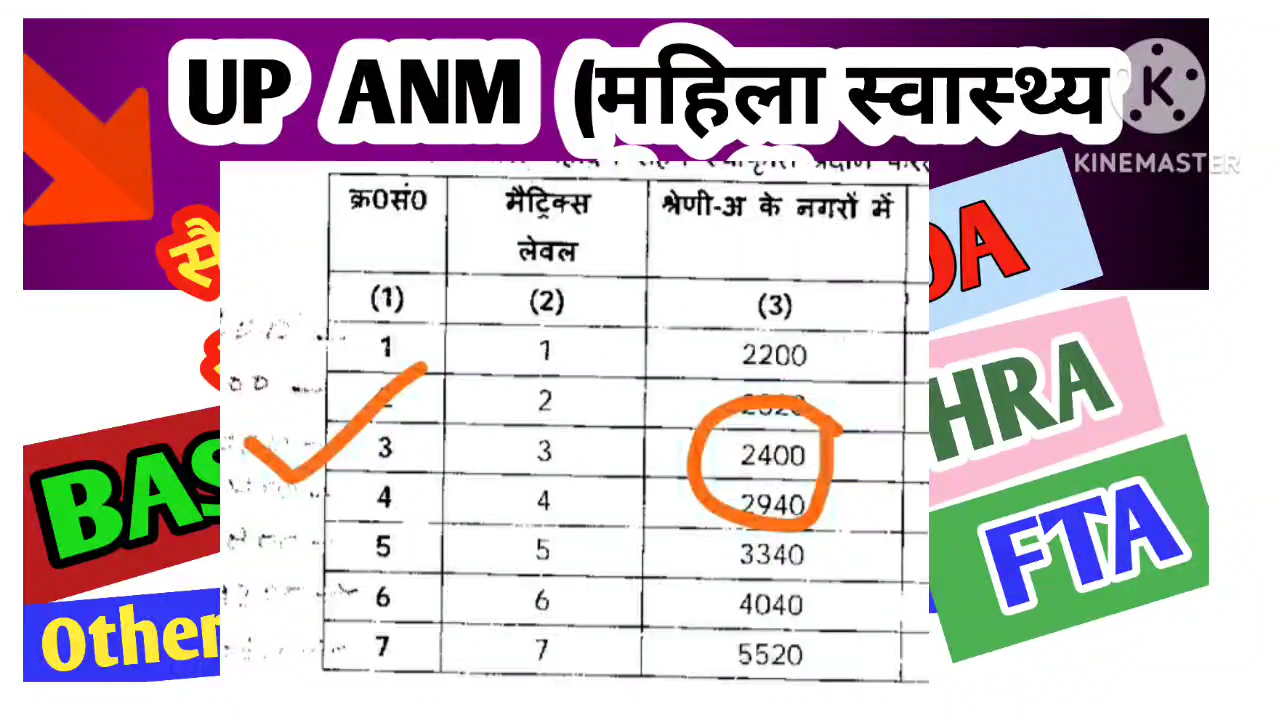 UP ANM (महिला स्वास्थ्य
KINEMASTER
क्र0सं0 मैट्रिक्स लेवल श्रेणी-अ के नगरों में
(1) (2) (3)
1 1 2200
2 2320
3 3 2400
4 4 2940
5 5 3340
6 6 4040
7 7 5520
DA
HRA
FTA
BAS
Other